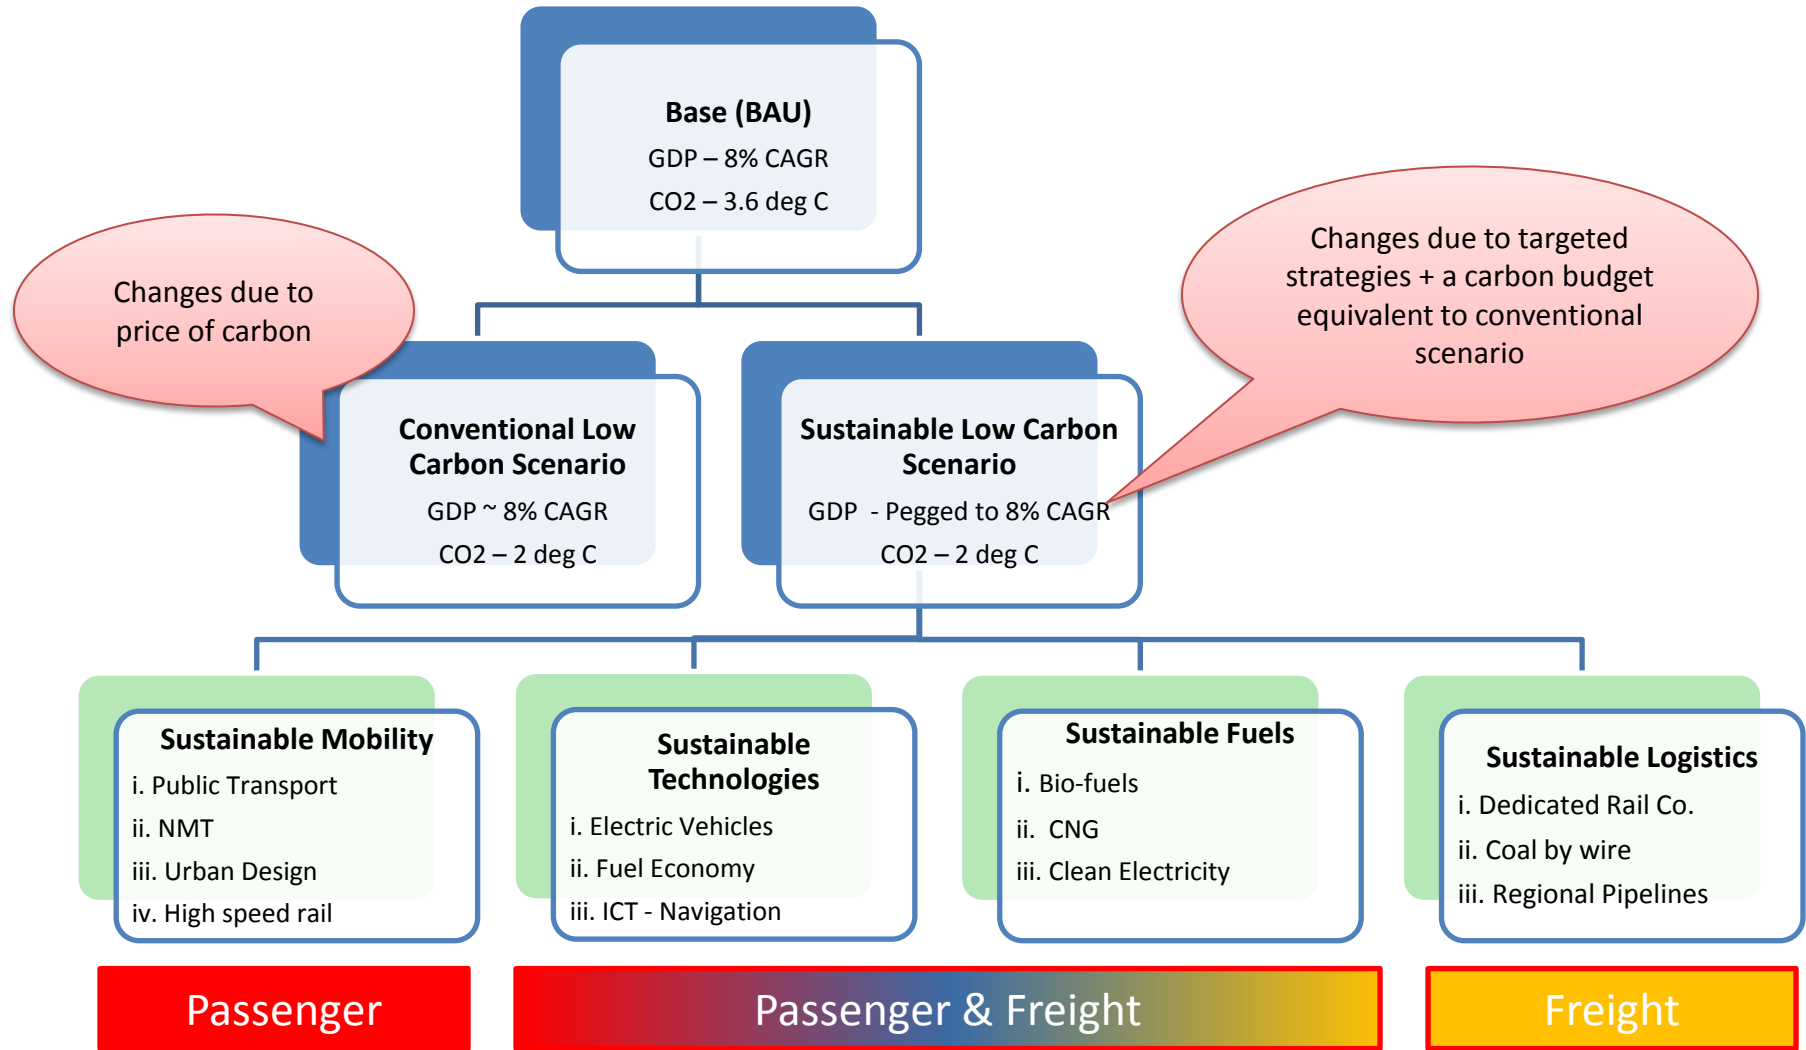 Base (BAU)
GDP – 8% CAGR
CO2 – 3.6 deg C
Changes due to
price of carbon
Changes due to targeted
strategies + a carbon budget
equivalent to conventional
scenario
Conventional Low
Carbon Scenario
GDP ~ 8% CAGR
CO2 – 2 deg C
Sustainable Low Carbon
Scenario
GDP - Pegged to 8% CAGR
CO2 – 2 deg C
Sustainable Mobility
i. Public Transport
ii. NMT
iii. Urban Design
iv. High speed rail
Sustainable
Technologies
i. Electric Vehicles
ii. Fuel Economy
iii. ICT - Navigation
Sustainable Fuels
i. Bio-fuels
ii. CNG
iii. Clean Electricity
Sustainable Logistics
i. Dedicated Rail Co.
ii. Coal by wire
iii. Regional Pipelines
Passenger
Passenger & Freight
Freight